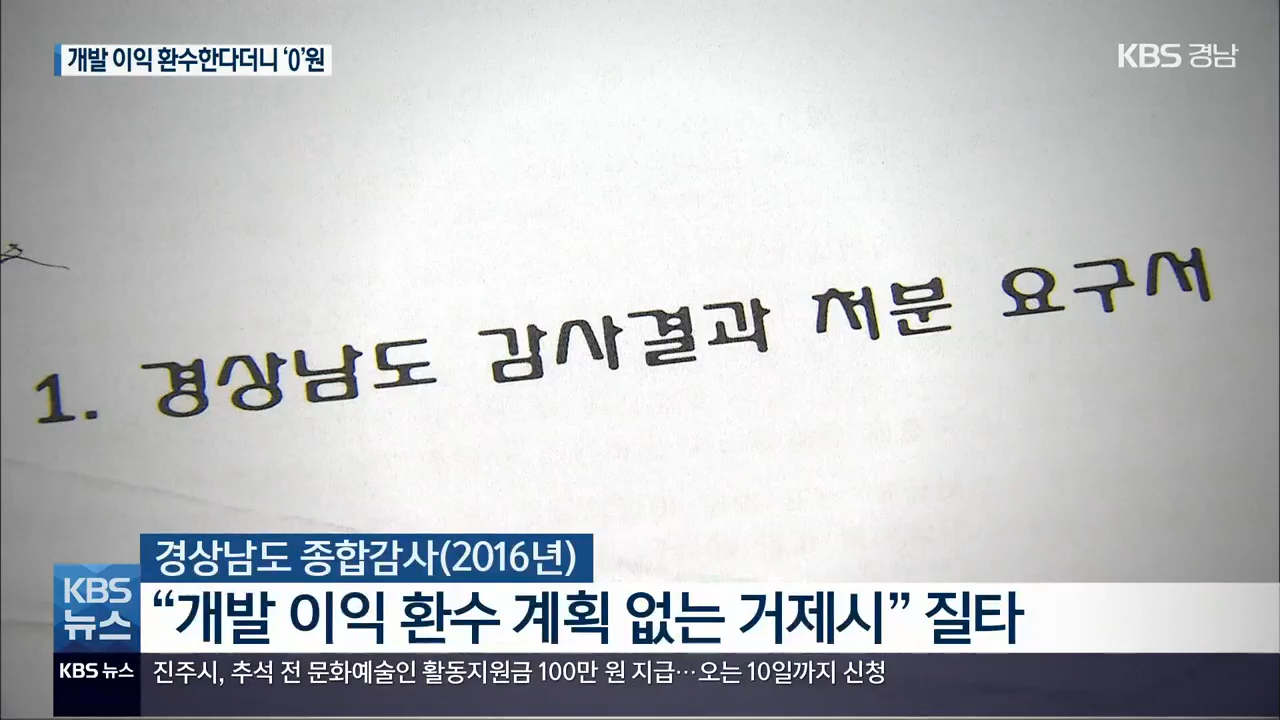 개발 이익 환수한다더니 ‘0’원
KBS 경남
1. 경상남도 감사결과 처분 요구서
경상남도 종합감사(2016년)
KBS
뉴스
“개발 이익 환수 계획 없는 거제시” 질타
KBS 뉴스
진주시, 추석 전 문화예술인 활동지원금 100만 원 지급…오는 10일까지 신청